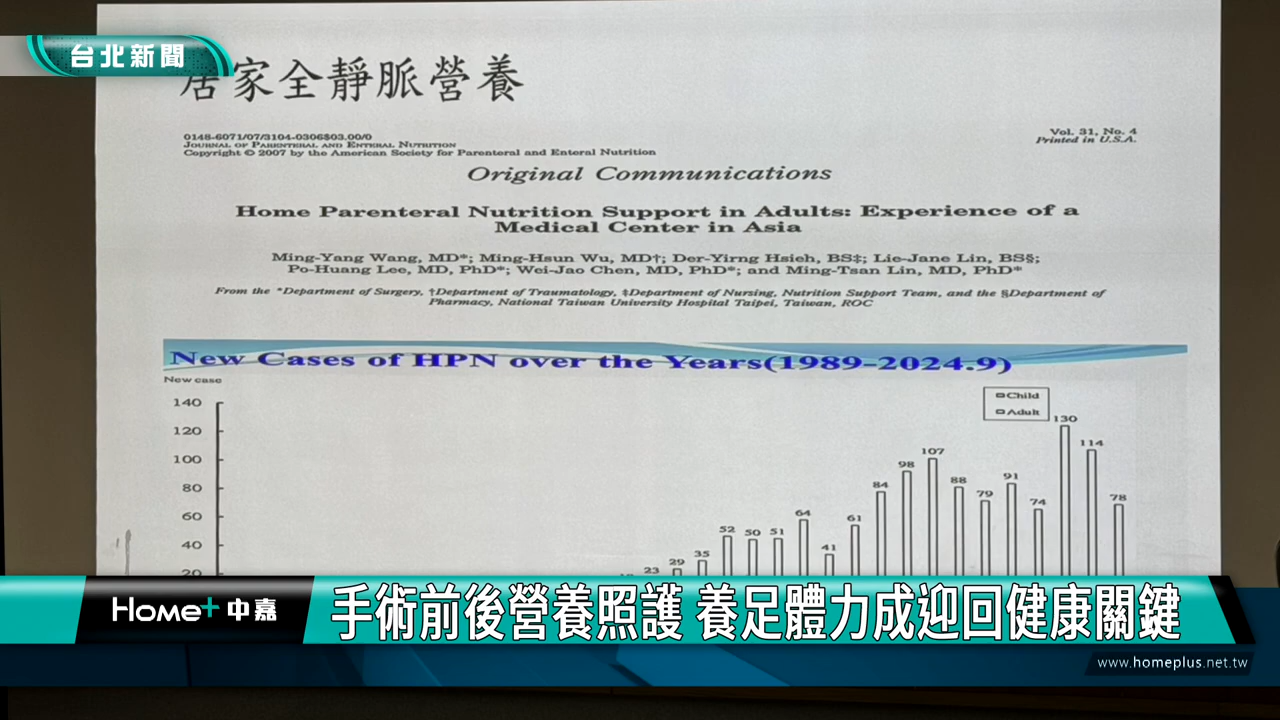 台北新聞
居家全靜脈營養
0148-6071/07/3104-0306$03.00/0
JOURNAL OF PARENTERAL AND ENTERAL NUTRITION
Copyright © 2007 by the American Society for Parenteral and Enteral Nutrition
Vol. 31, No. 4
Printed in U.S.A.
Original Communications
Home Parenteral Nutrition Support in Adults: Experience of a
Medical Center in Asia
Ming-Yang Wang, MD*; Ming-Hsun Wu, MD†; Der-Yirng Hsieh, BS‡; Lie-Jane Lin, BS§;
Po-Huang Lee, MD, PhD*; Wei-Jao Chen, MD, PhD*; and Ming-Tsan Lin, MD, PhD*
From the *Department of Surgery, †Department of Traumatology, ‡Department of Nursing, Nutrition Support Team, and the §Department of
Pharmacy, National Taiwan University Hospital Taipei, Taiwan, ROC
New Cases of HPN over the Years(1989-2024.9)
New case
Child
Adult
140
120
100
80
60
40
20
23
29
35
52
50
51
64
41
61
84
98
107
88
79
91
74
130
114
78
Home+ 中嘉
手術前後營養照護 養足體力成迎回健康關鍵
www.homeplus.net.tw